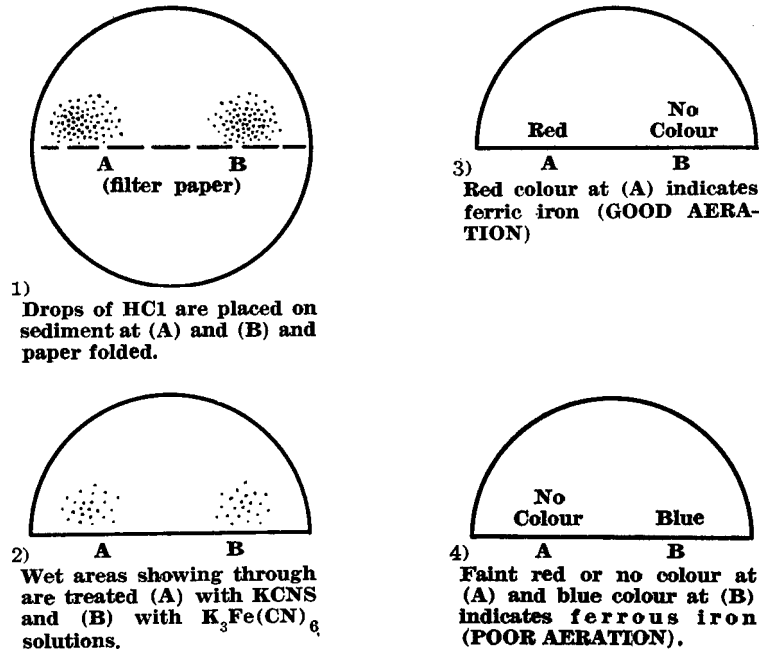 A B
(filter paper)
1)
Drops of HCl are placed on
sediment at (A) and (B) and
paper folded.
A B
2)
Wet areas showing through
are treated (A) with KCNS
and (B) with K3Fe(CN)6
solutions.
Red No
Colour
A B
3)
Red colour at (A) indicates
ferric iron (GOOD AERA-
TION)
No
Colour Blue
A B
4)
Faint red or no colour at
(A) and blue colour at (B)
indicates ferrous iron
(POOR AERATION).